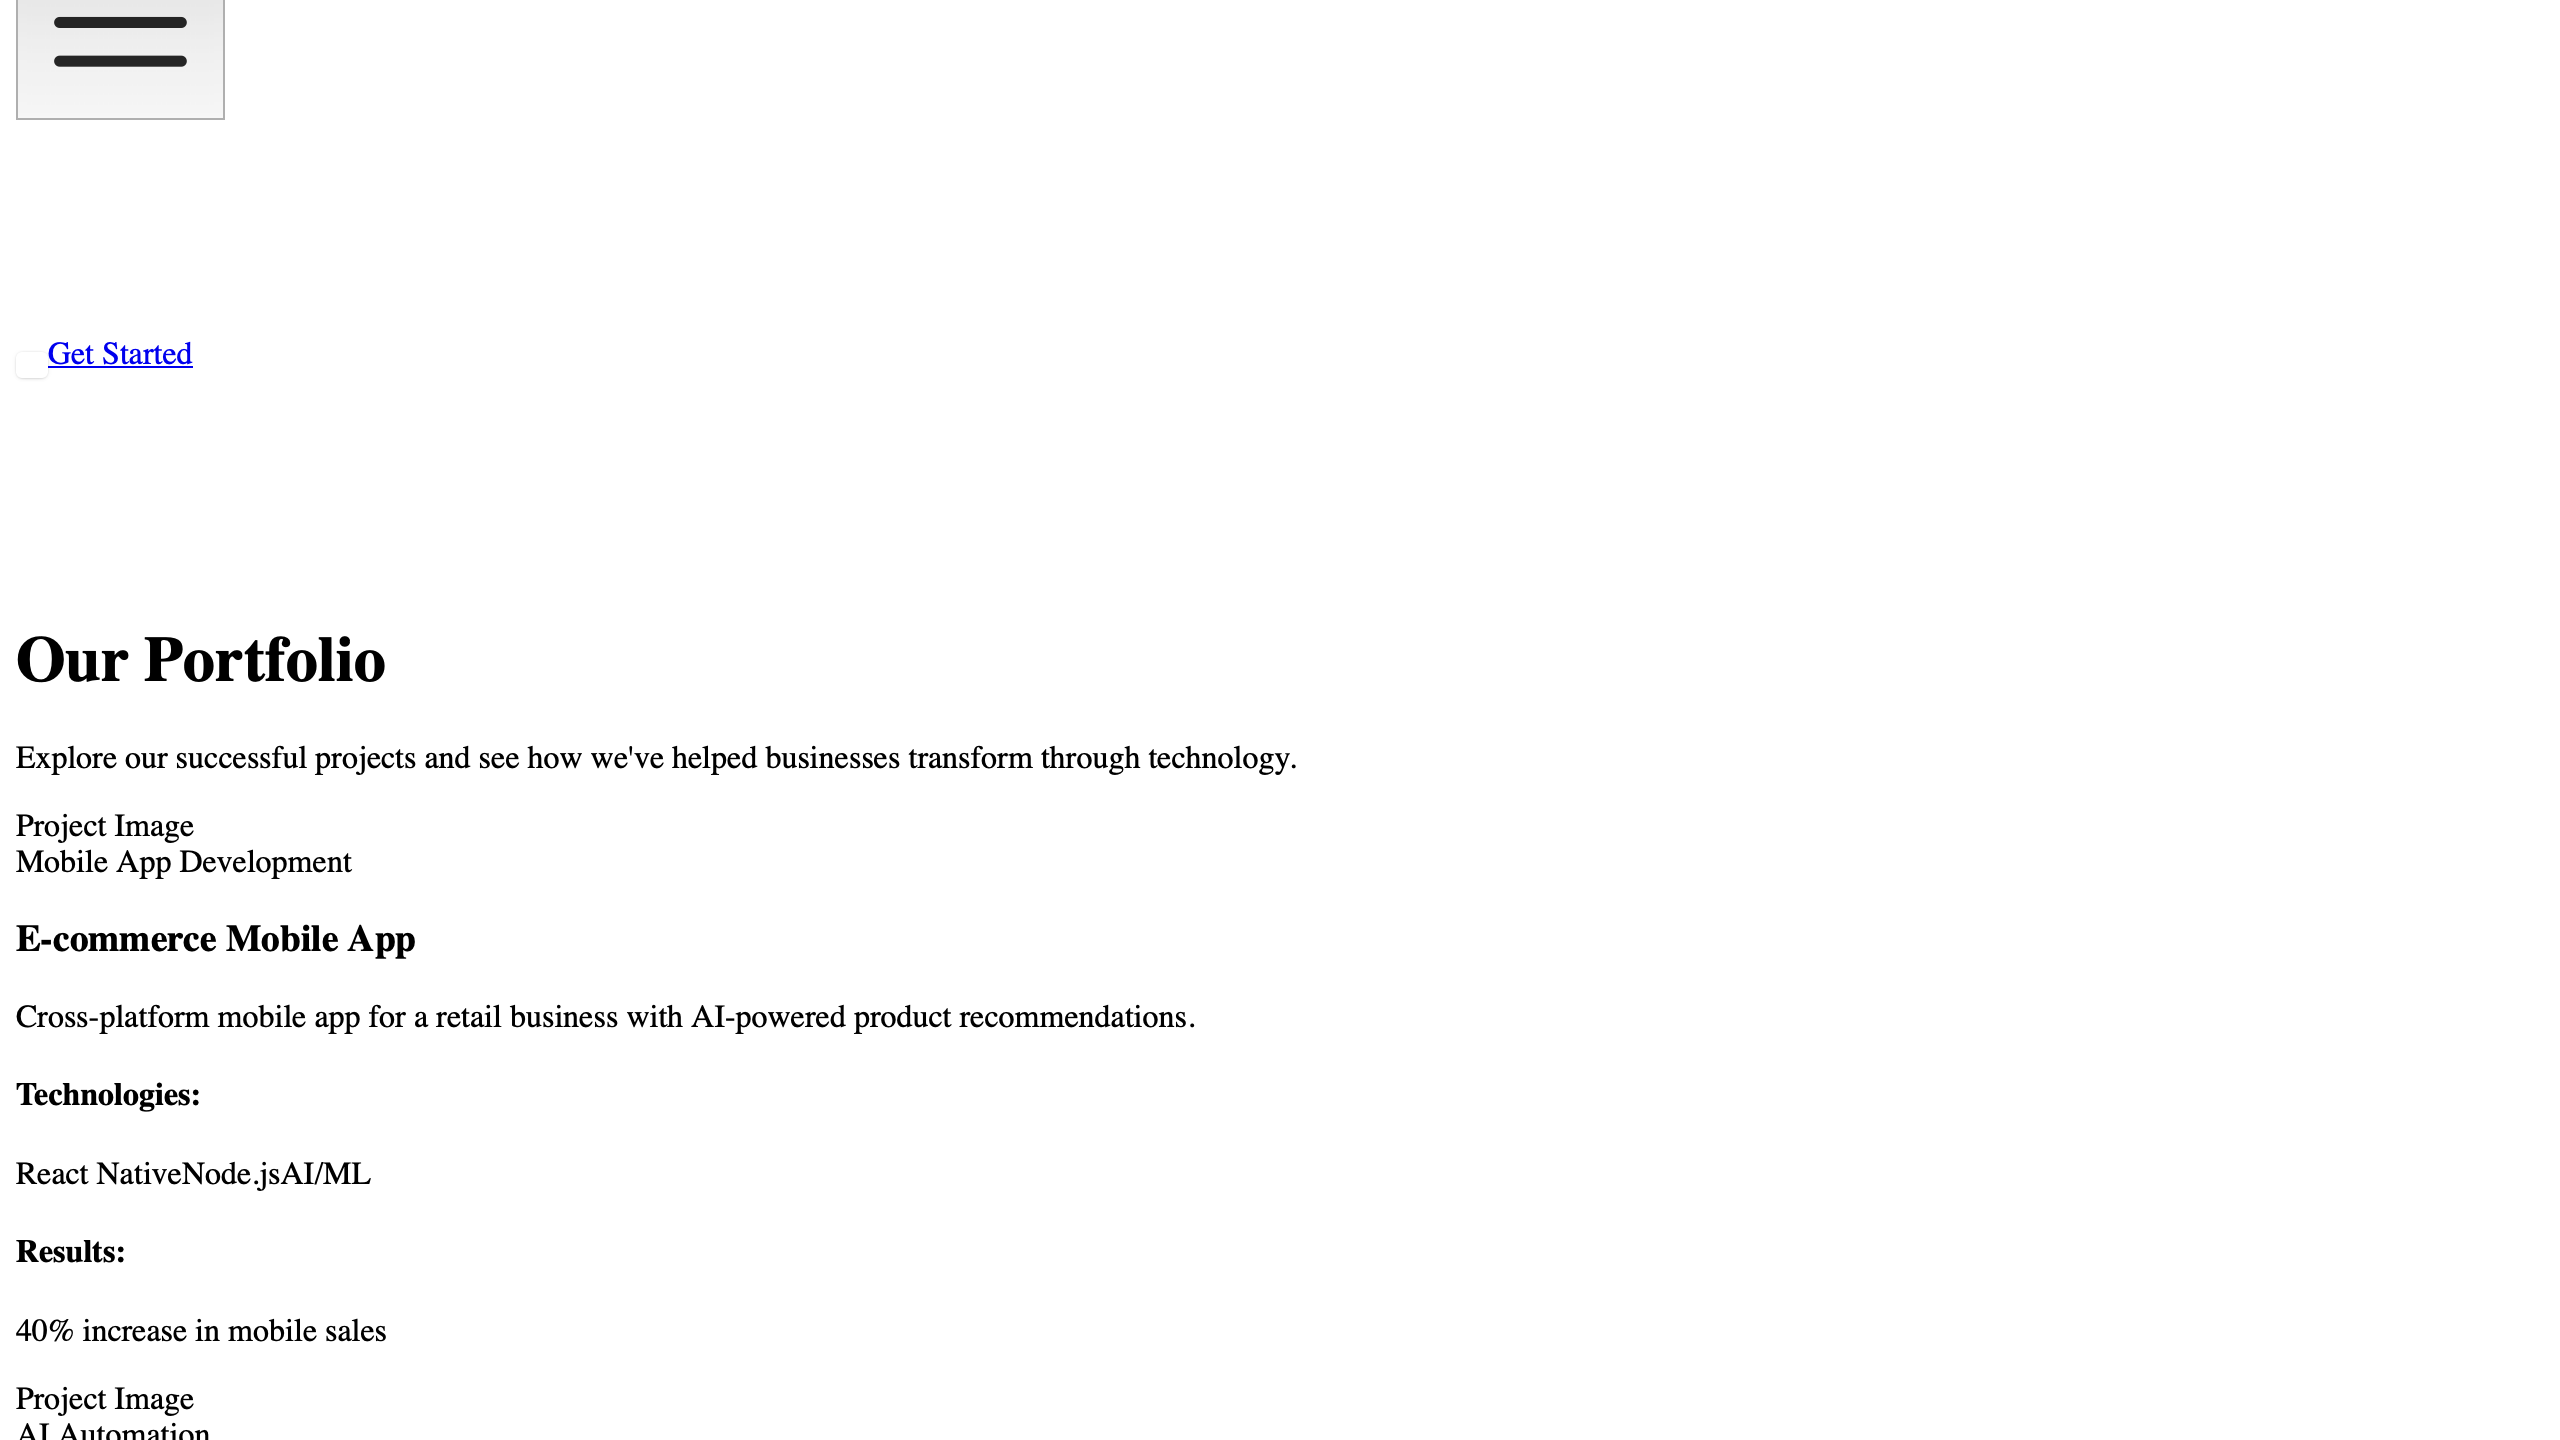 Get Started
Our Portfolio
Explore our successful projects and see how we've helped businesses transform through technology.
Project Image
Mobile App Development
E-commerce Mobile App
Cross-platform mobile app for a retail business with AI-powered product recommendations.
Technologies:
React NativeNode.jsAI/ML
Results:
40% increase in mobile sales
Project Image
AI Automation